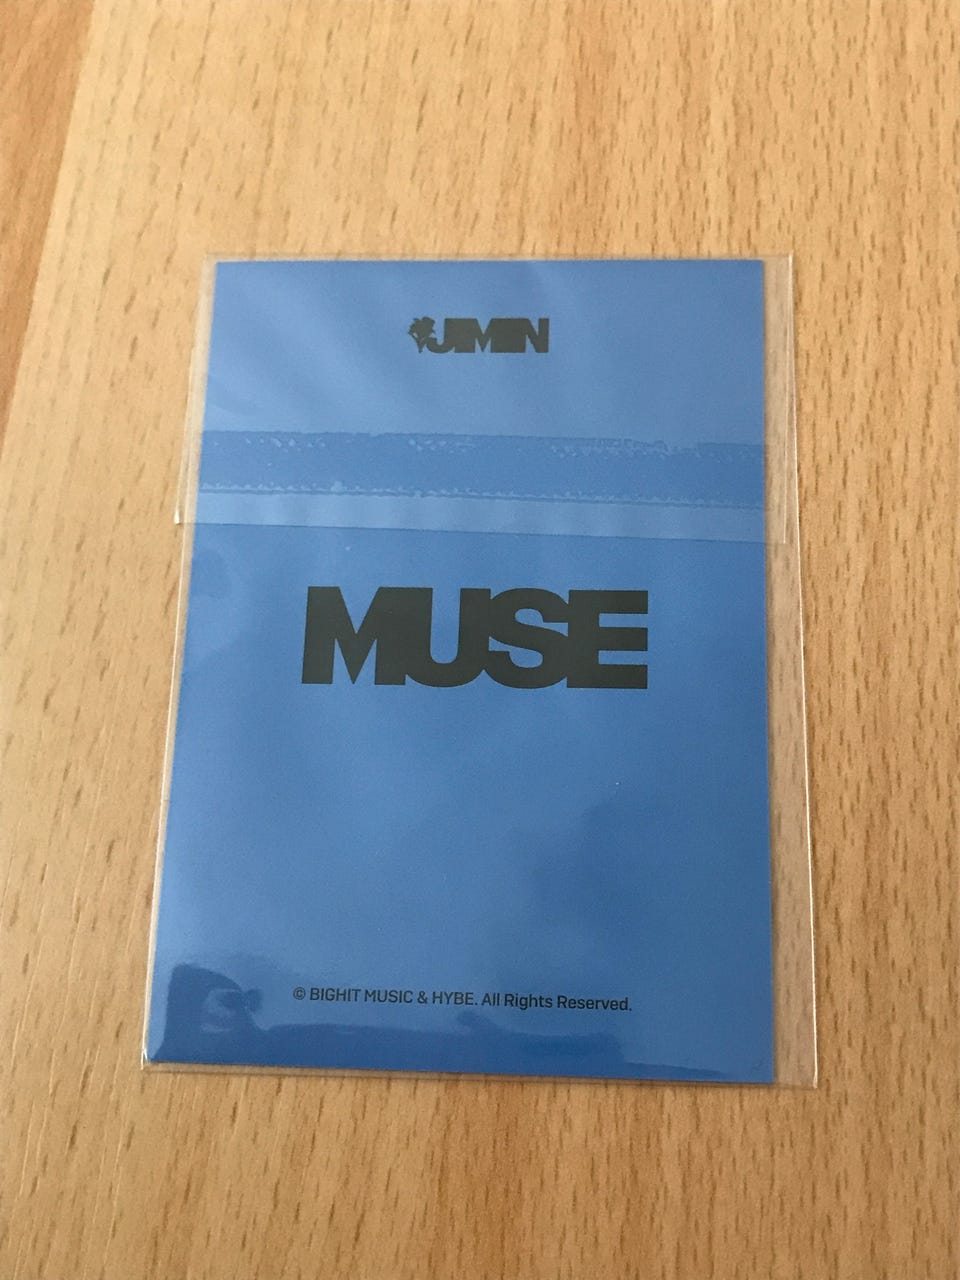 JIMIN
MUSE
© BIGHIT MUSIC & HYBE. All Rights Reserved.